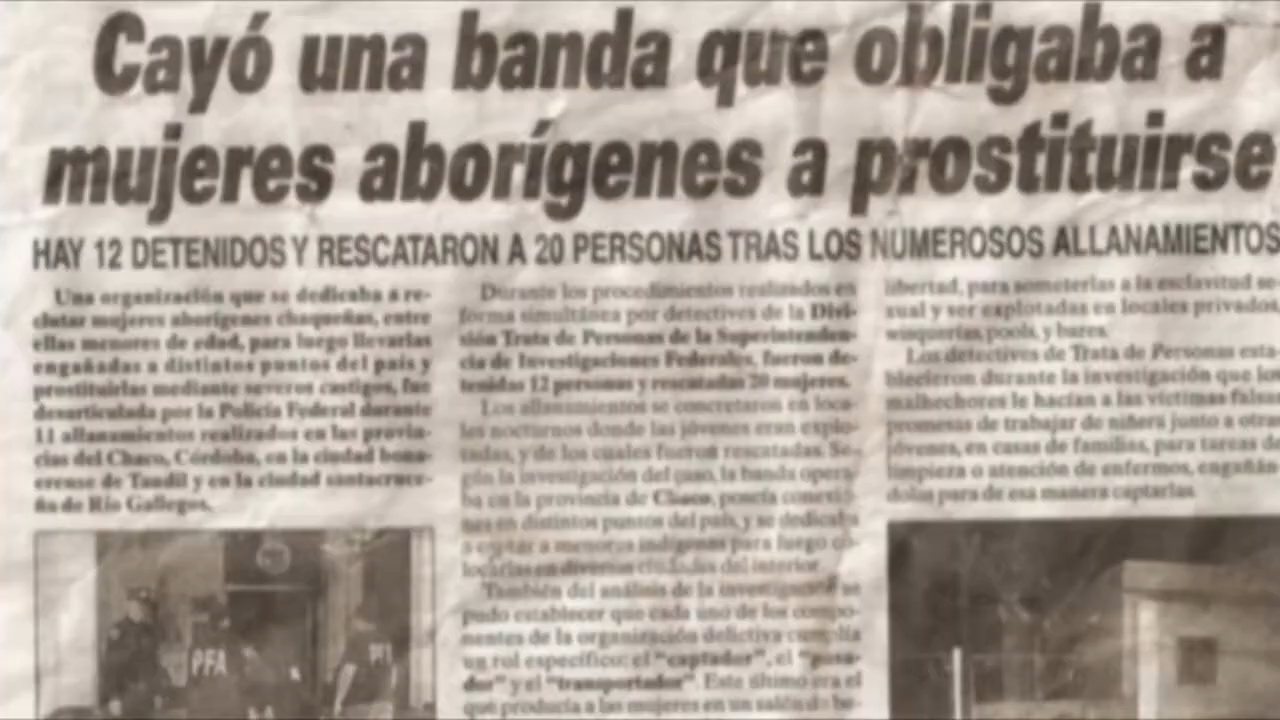 Cayó una banda que obligaba a
mujeres aborígenes a prostituirse
HAY 12 DETENIDOS Y RESCATARON A 20 PERSONAS TRAS LOS NUMEROSOS ALLANAMIENTOS
Una organización que se dedicaba a re-
clutar mujeres aborígenes chaqueñas, entre
ellas menores de edad, para luego llevarlas
engañadas a distintos puntos del país y
prostituirlas mediante severos castigos, fue
desarticulada por la Policía Federal durante
11 allanamientos realizados en las provin-
cias del Chaco, Córdoba, en la ciudad bona-
erense de Tandil y en la ciudad santacruce-
ña de Río Gallegos.
Durante los procedimientos realizados en
forma simultánea por detectives de la Divi-
sión Trata de Personas de la Superintenden-
cia de Investigaciones Federales, fueron de-
tenidas 12 personas y rescatadas 20 mujeres.
Los allanamientos se concretaron en loca-
les nocturnos donde las jóvenes eran explo-
tadas, y de los cuales fueron rescatadas. Se-
gún la investigación del caso, la banda opera-
ba en la provincia de Chaco, poseía conexio-
nes en distintos puntos del país, y se dedicaba
a captar a menores indígenas para luego co-
locarlas en diversas ciudades del interior.
También del análisis de la investigación se
pudo establecer que cada uno de los compo-
nentes de la organización delictiva cumplía
un rol específico: el "captador", el "pasa-
dor" y el "transportador". Este último era el
que producía a las mujeres en un salón de be-
libertad, para someterlas a la esclavitud se-
xual y ser explotadas en locales privados,
wisquerías, pools, y bares.
Los detectives de Trata de Personas esta-
blecieron durante la investigación que los
malhechores le hacían a las víctimas falsas
promesas de trabajar de niñera junto a otras
jóvenes, en casas de familias, para tareas de
limpieza o atención de enfermos, engañán-
dolas para de esa manera captarlas.
PFA